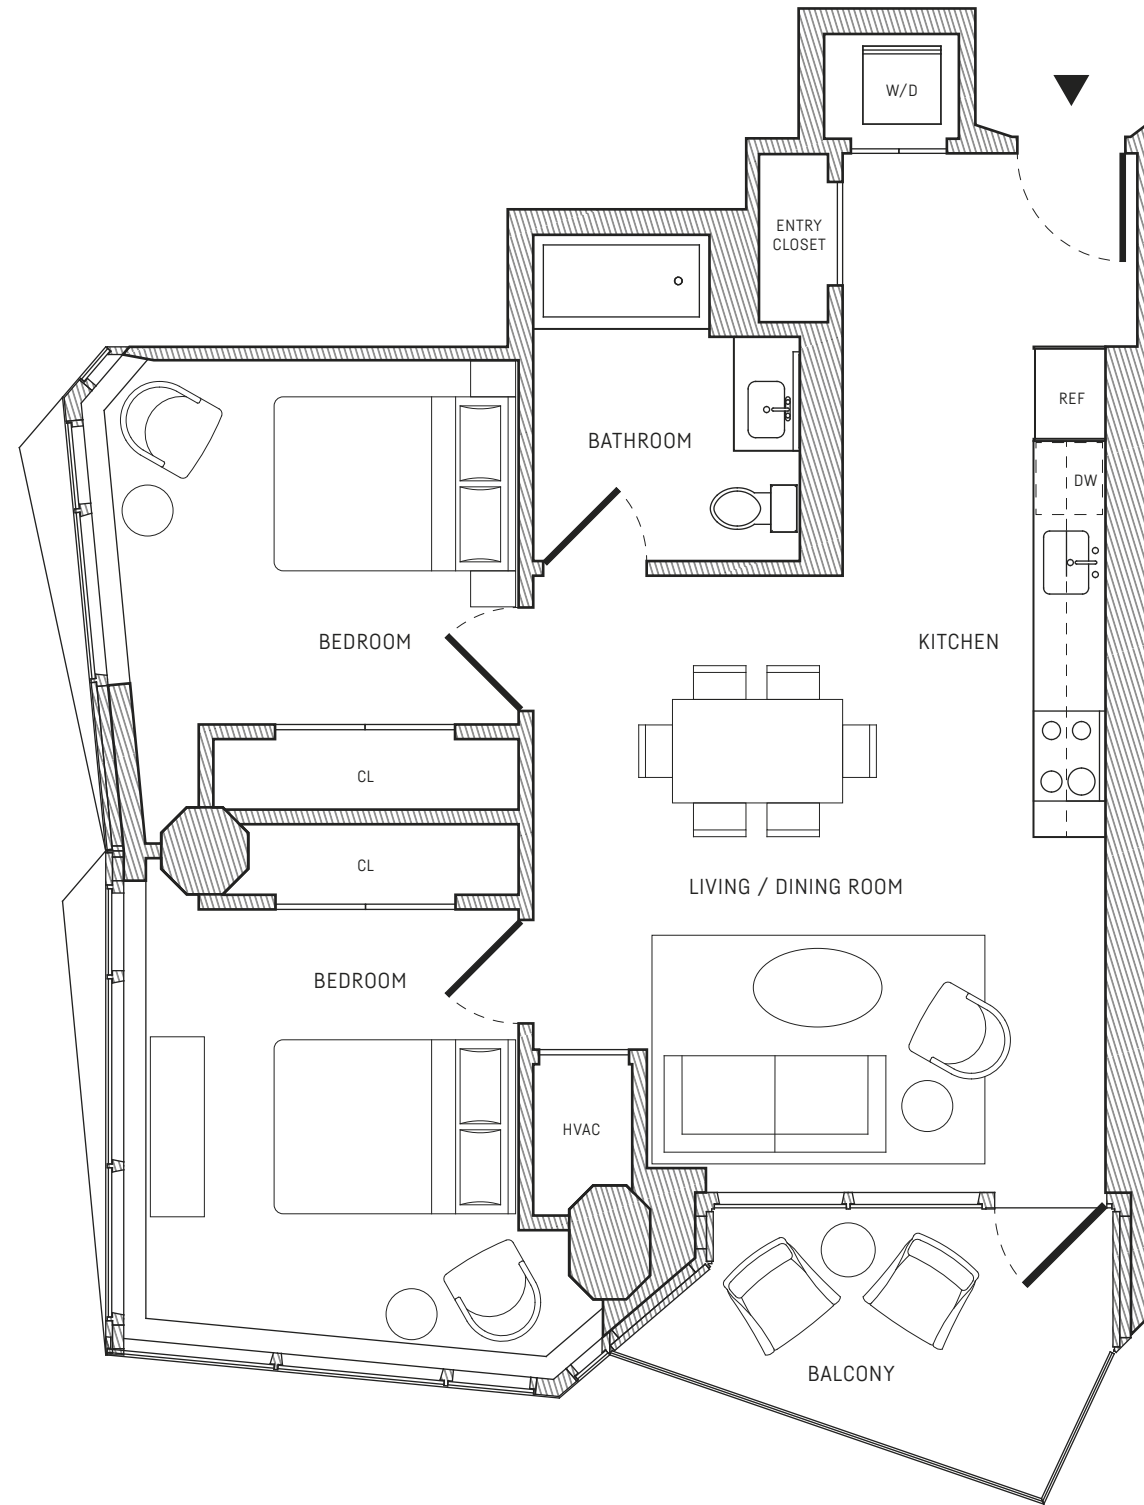 W/D
ENTRY
CLOSET
REF
BATHROOM
DW
BEDROOM
KITCHEN
CL
CL
LIVING / DINING ROOM
BEDROOM
HVAC
BALCONY